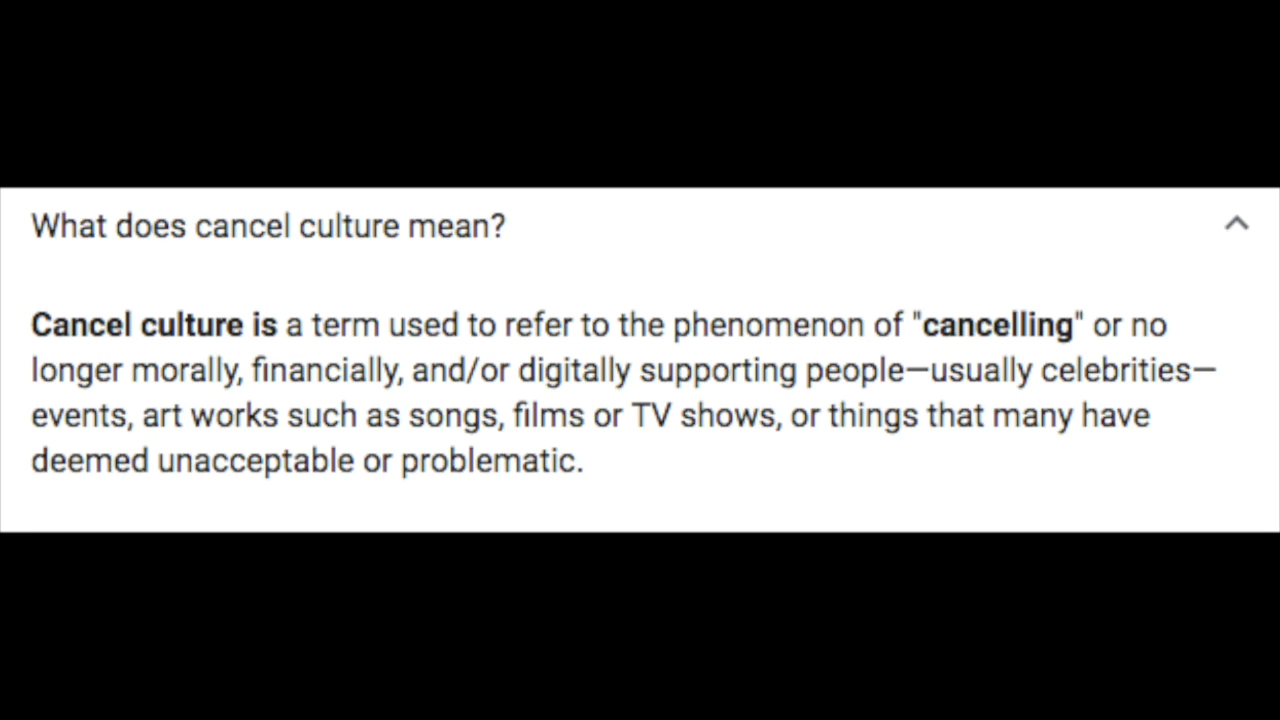 What does cancel culture mean?
Cancel culture is a term used to refer to the phenomenon of "cancelling" or no
longer morally, financially, and/or digitally supporting people—usually celebrities—
events, art works such as songs, films or TV shows, or things that many have
deemed unacceptable or problematic.